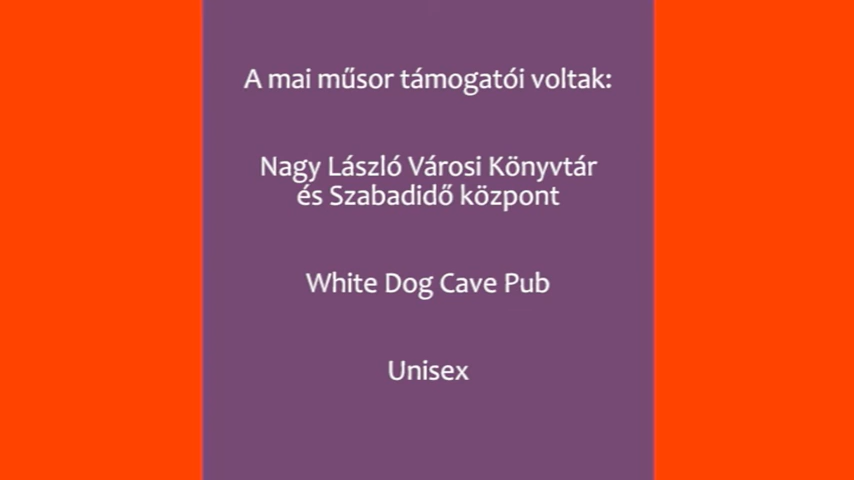 A mai műsor támogatói voltak:
Nagy László Városi Könyvtár
és Szabadidő központ
White Dog Cave Pub
Unisex